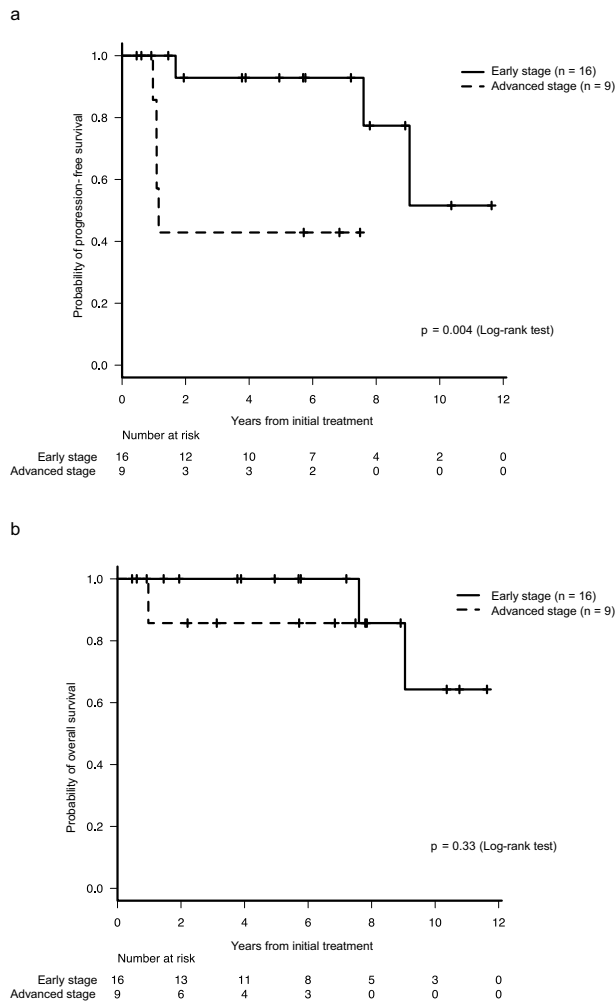 a
1.0
0.8
0.6
0.4
0.2
0.0
Probability of progression-free survival
Early stage (n = 16)
Advanced stage (n = 9)
p = 0.004 (Log-rank test)
0 2 4 6 8 10 12
Years from initial treatment
Number at risk
Early stage 16 12 10 7 4 2 0
Advanced stage 9 3 3 2 0 0 0
b
1.0
0.8
0.6
0.4
0.2
0.0
Probability of overall survival
Early stage (n = 16)
Advanced stage (n = 9)
p = 0.33 (Log-rank test)
0 2 4 6 8 10 12
Years from initial treatment
Number at risk
Early stage 16 13 11 8 5 3 0
Advanced stage 9 6 4 3 0 0 0